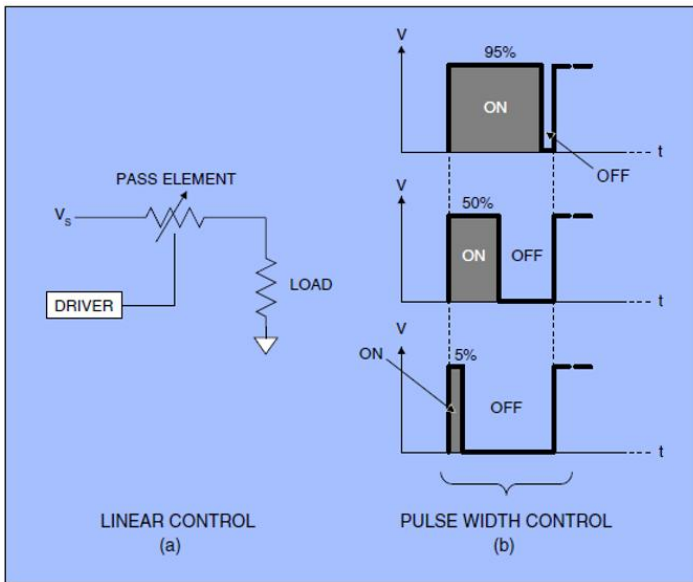 PASS ELEMENT
Vs
DRIVER
LOAD
LINEAR CONTROL
(a)
V
95%
ON
OFF
t
V
50%
ON
OFF
t
V
ON
5%
OFF
t
PULSE WIDTH CONTROL
(b)